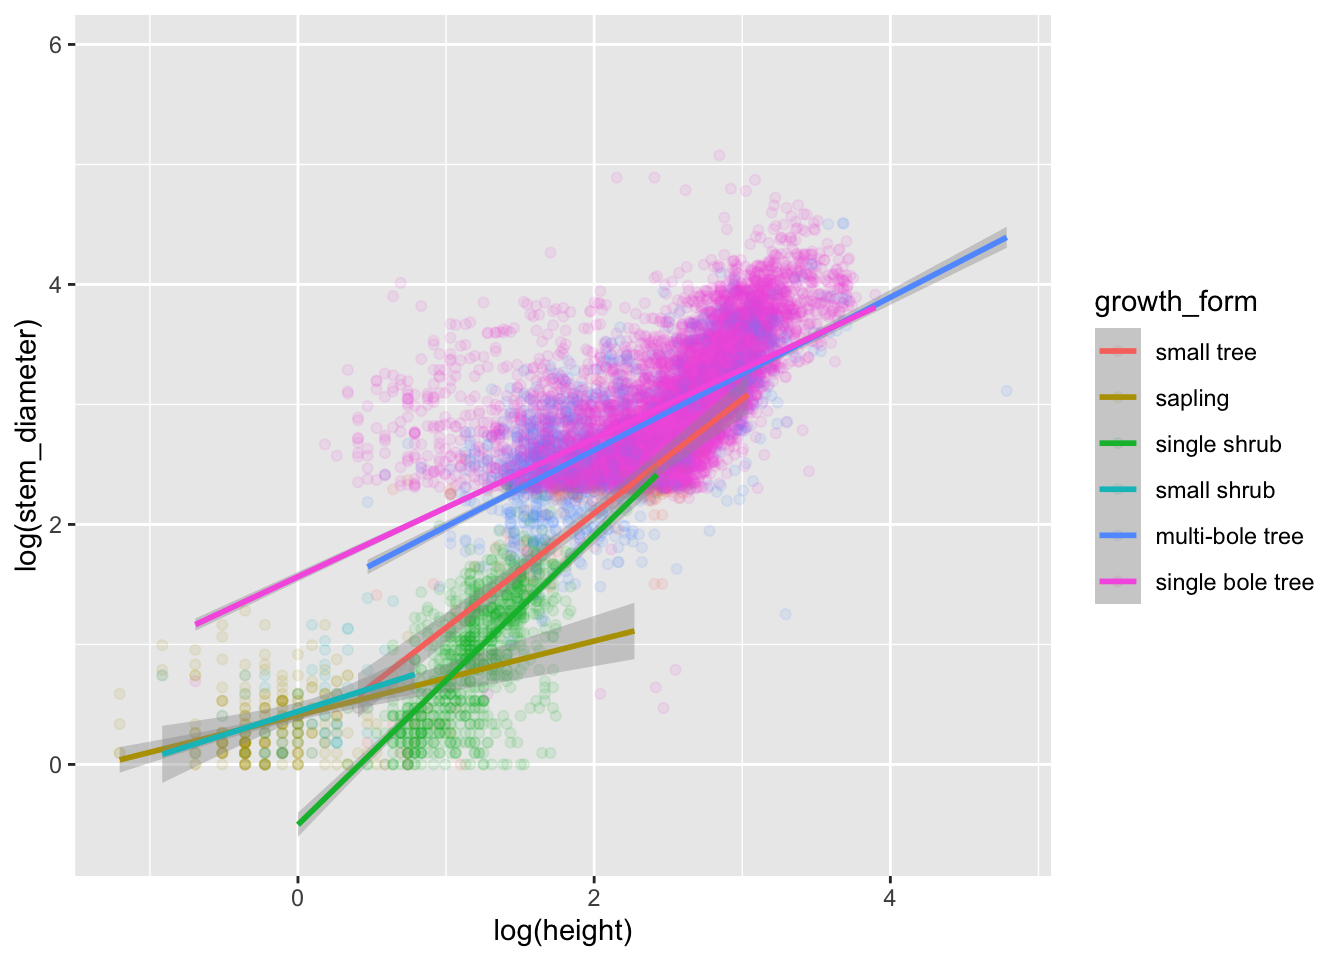 6
4
2
0
log(stem_diameter)
0
2
4
log(height)
growth_form
small tree
sapling
single shrub
small shrub
multi-bole tree
single bole tree